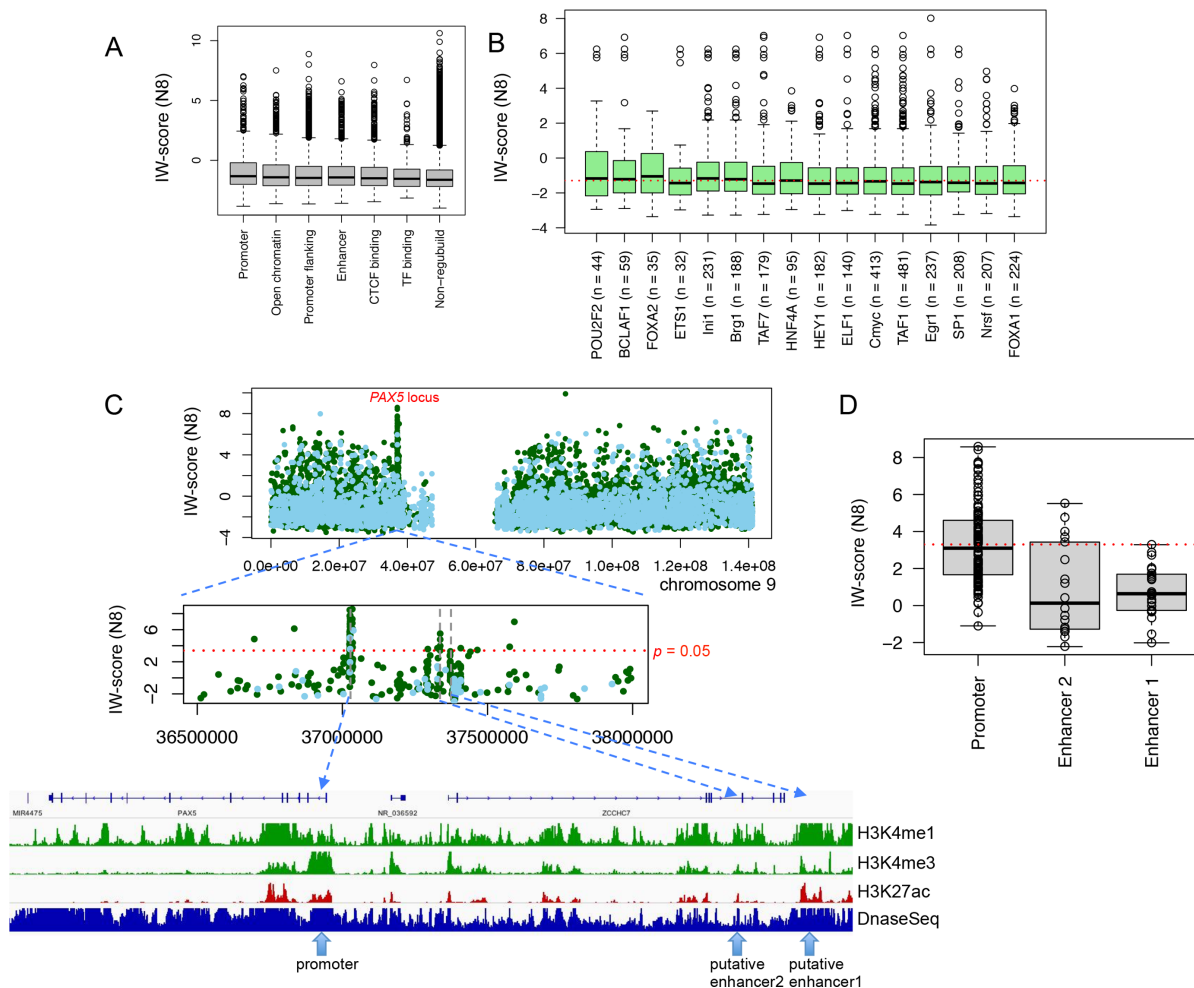 A
IW-score (N8)
10
5
0
Promoter
Open chromatin
Promoter flanking
Enhancer
CTCF binding
TF binding
Non-regubuild
B
IW-score (N8)
8
6
4
2
0
−2
−4
POU2F2 (n = 44)
BCLAF1 (n = 59)
FOXA2 (n = 35)
ETS1 (n = 32)
Ini1 (n = 231)
Brg1 (n = 188)
TAF7 (n = 179)
HNF4A (n = 95)
HEY1 (n = 182)
ELF1 (n = 140)
Cmyc (n = 413)
TAF1 (n = 481)
Egr1 (n = 237)
SP1 (n = 208)
Nrsf (n = 207)
FOXA1 (n = 224)
C
PAX5 locus
IW-score (N8)
8
4
0
−4
0.0e+00 2.0e+07 4.0e+07 6.0e+07 8.0e+07 1.0e+08 1.2e+08 1.4e+08
chromosome 9
IW-score (N8)
6
2
−2
p = 0.05
36500000 37000000 37500000 38000000
MIR4475 PAX5 NR_036592 ZCCHC7
H3K4me1
H3K4me3
H3K27ac
DnaseSeq
promoter
putative
enhancer2
putative
enhancer1
D
IW-score (N8)
8
6
4
2
0
−2
Promoter
Enhancer 2
Enhancer 1